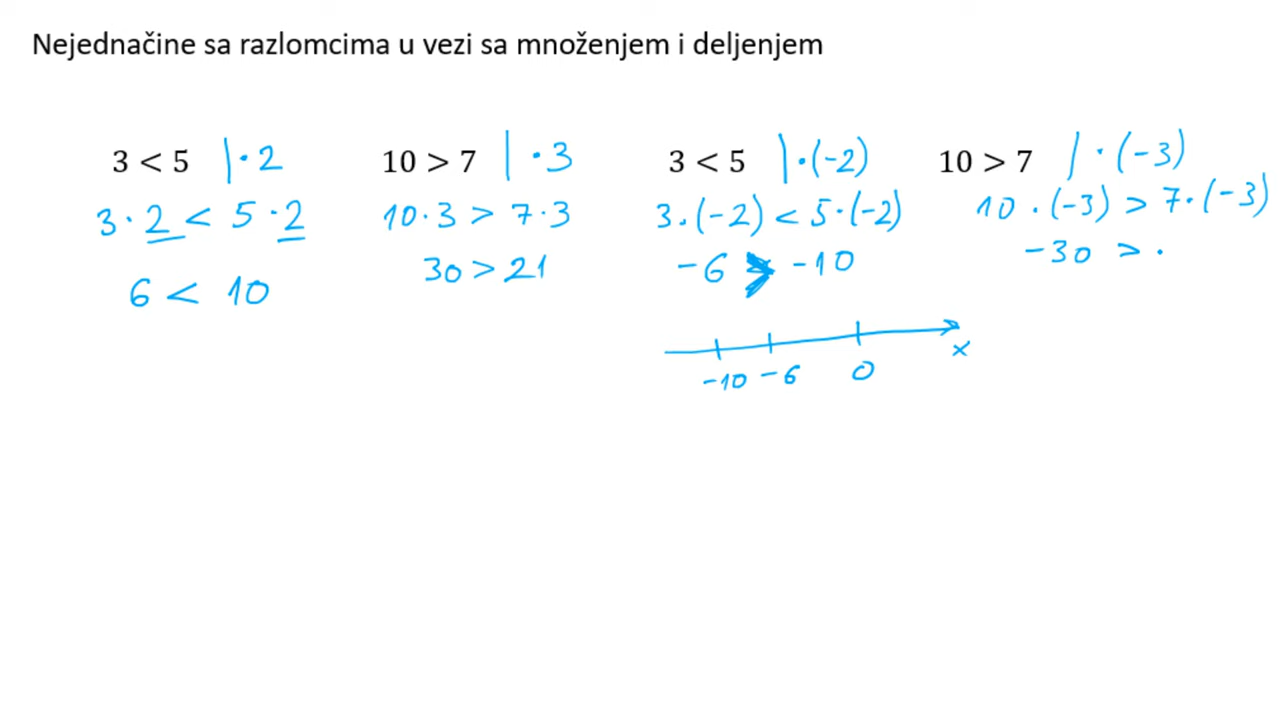 Nejednačine sa razlomcima u vezi sa množenjem i deljenjem
3 < 5 | · 2
3 · 2 < 5 · 2
6 < 10
10 > 7 | · 3
10 · 3 > 7 · 3
30 > 21
3 < 5 | · (-2)
3 · (-2) < 5 · (-2)
-6 > -10
-10 -6 0 x
10 > 7 | · (-3)
10 · (-3) > 7 · (-3)
-30 > ·